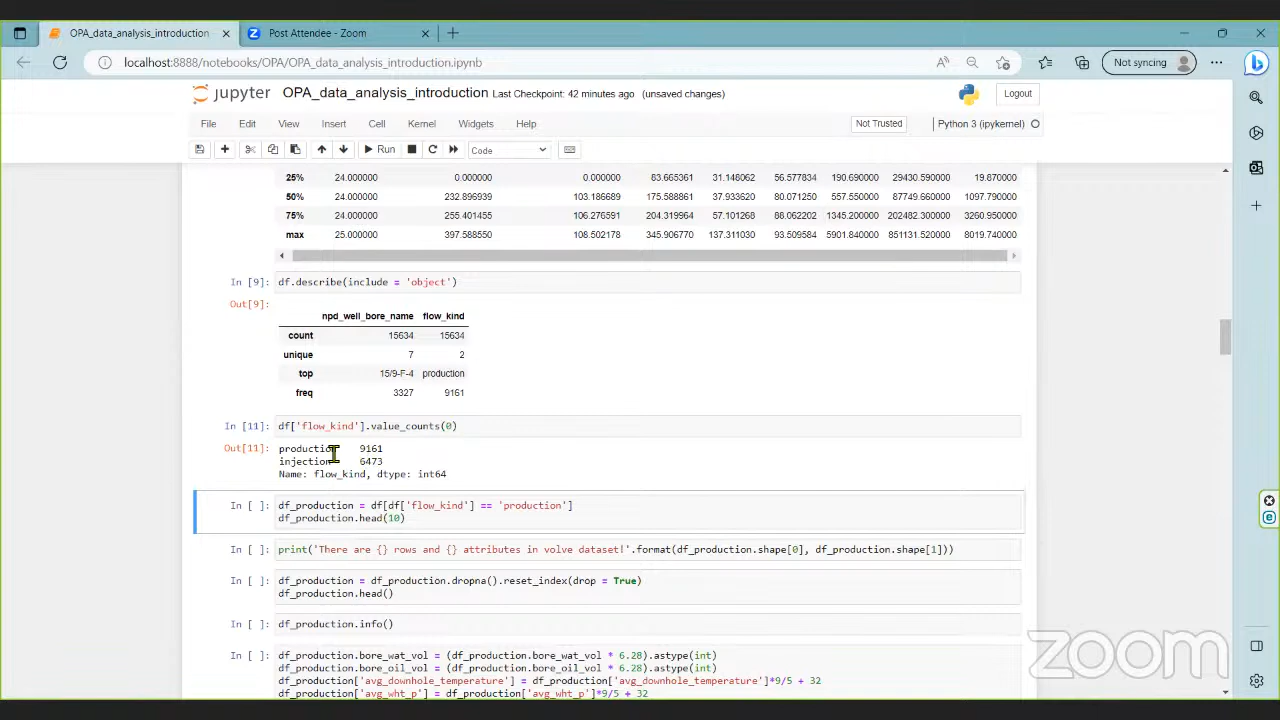 OPA_data_analysis_introduction
Post Attendee - Zoom
localhost:8888/notebooks/OPA/OPA_data_analysis_introduction.ipynb
Not syncing
jupyter OPA_data_analysis_introduction Last Checkpoint: 42 minutes ago (unsaved changes)
Logout
File Edit View Insert Cell Kernel Widgets Help
Not Trusted
Python 3 (ipykernel)
Run
Code
25% 24.000000 0.000000 0.000000 83.665361 31.148062 56.577834 190.690000 29430.590000 19.870000
50% 24.000000 232.896939 103.186689 175.588861 37.933620 80.071250 557.550000 87749.660000 1097.790000
75% 24.000000 255.401455 106.276591 204.319964 57.101268 88.062202 1345.200000 202482.300000 3260.950000
max 25.000000 397.588550 108.502178 345.906770 137.311030 93.509584 5901.840000 851131.520000 8019.740000
In [9]: df.describe(include = 'object')
Out[9]:
npd_well_bore_name flow_kind
count 15634 15634
unique 7 2
top 15/9-F-4 production
freq 3327 9161
In [11]: df['flow_kind'].value_counts(0)
Out[11]: production 9161
injection 6473
Name: flow_kind, dtype: int64
In [ ]: df_production = df[df['flow_kind'] == 'production']
df_production.head(10)
In [ ]: print('There are {} rows and {} attributes in volve dataset!'.format(df_production.shape[0], df_production.shape[1]))
In [ ]: df_production = df_production.dropna().reset_index(drop = True)
df_production.head()
In [ ]: df_production.info()
In [ ]: df_production.bore_wat_vol = (df_production.bore_wat_vol * 6.28).astype(int)
df_production.bore_oil_vol = (df_production.bore_oil_vol * 6.28).astype(int)
df_production['avg_downhole_temperature'] = df_production['avg_downhole_temperature']*9/5 + 32
df_production['avg_wht_p'] = df_production['avg_wht_p']*9/5 + 32
zoom